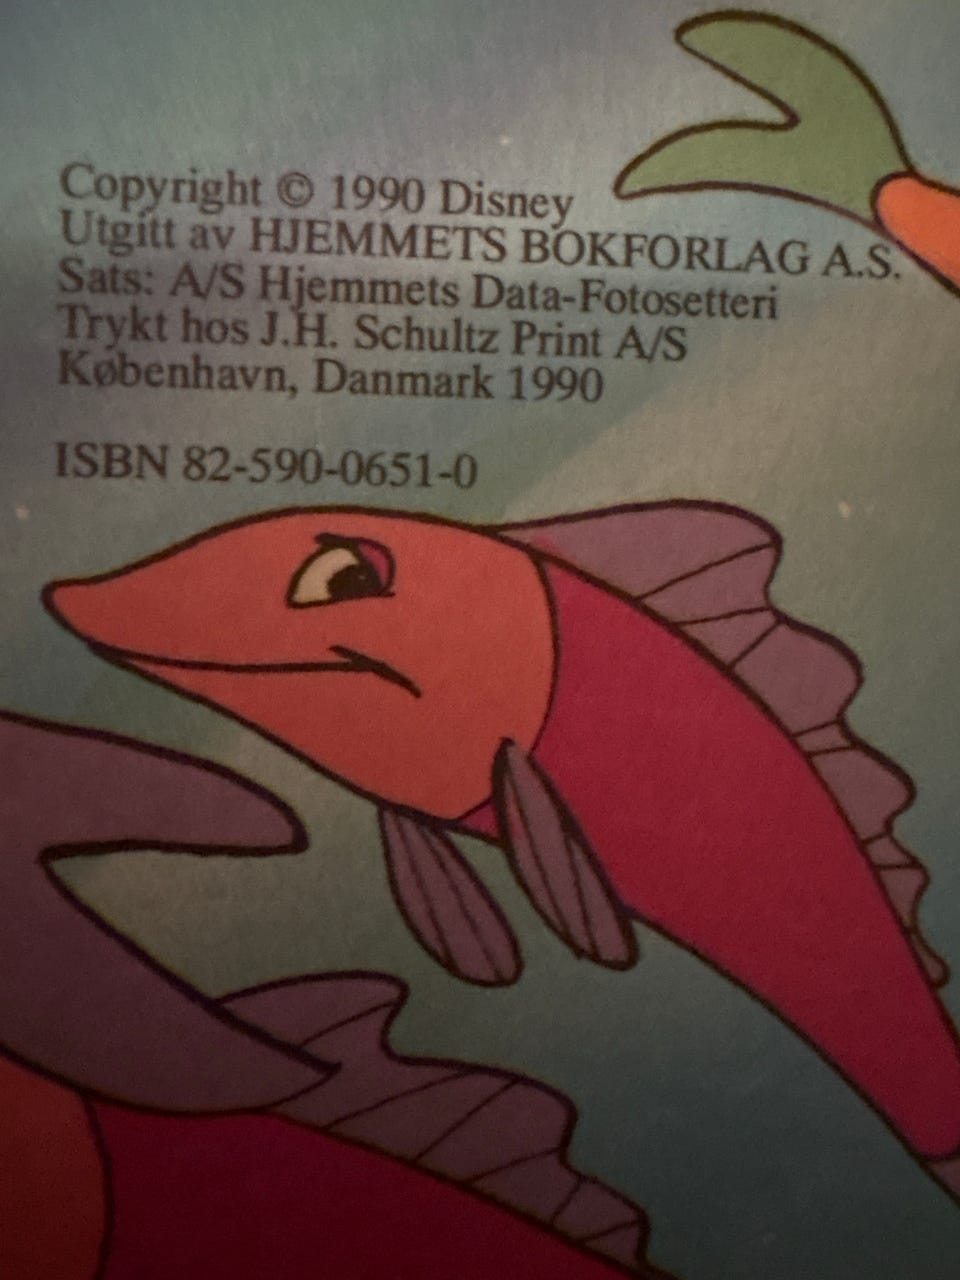 Copyright © 1990 Disney
Utgitt av HJEMMETS BOKFORLAG A.S.
Sats: A/S Hjemmets Data-Fotosetteri
Trykt hos J.H. Schultz Print A/S
København, Danmark 1990
ISBN 82-590-0651-0